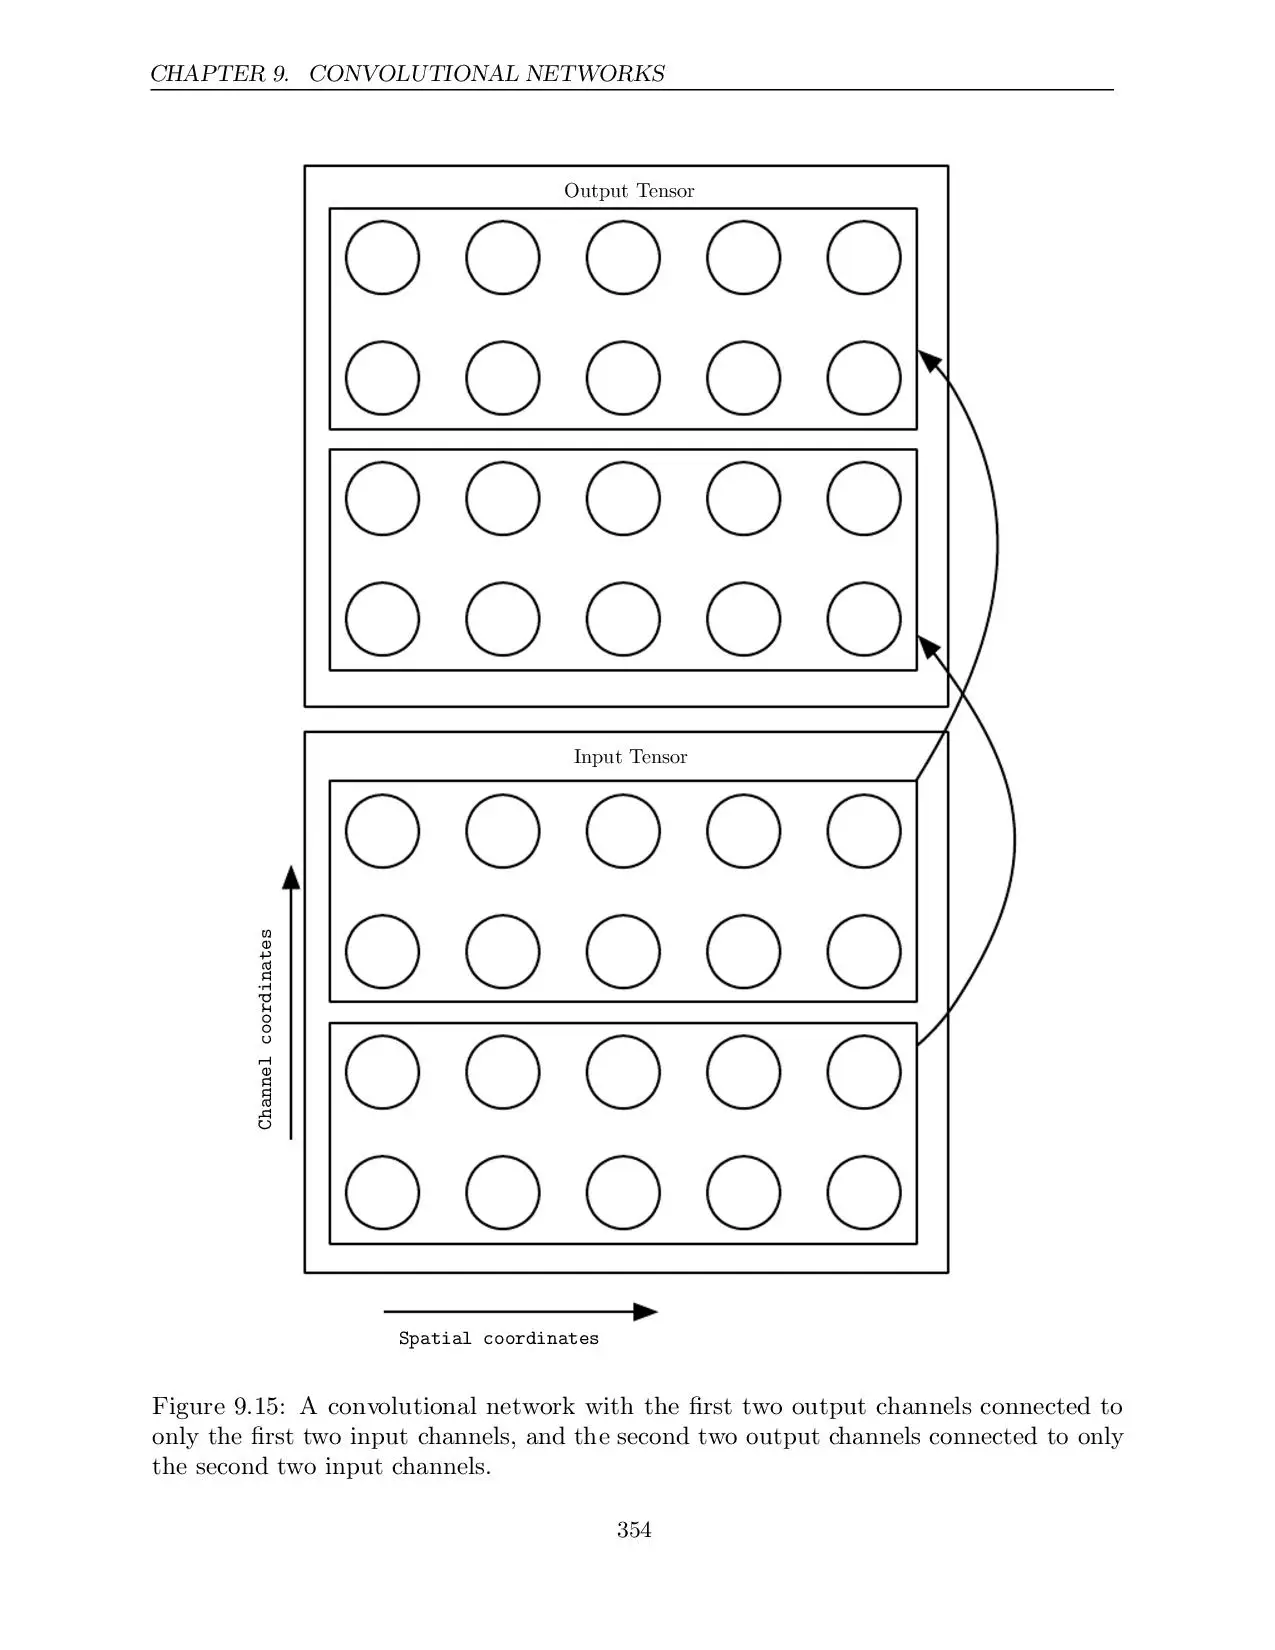 CHAPTER 9. CONVOLUTIONAL NETWORKS
Output Tensor
Input Tensor
Channel coordinates
Spatial coordinates
Figure 9.15: A convolutional network with the first two output channels connected to
only the first two input channels, and the second two output channels connected to only
the second two input channels.
354